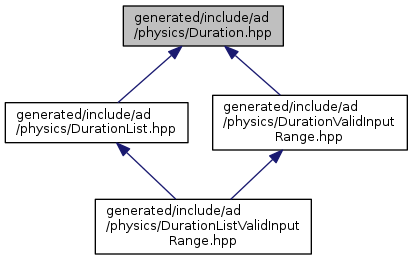 generated/include/ad
/physics/Duration.hpp
generated/include/ad
/physics/DurationList.hpp
generated/include/ad
/physics/DurationValidInput
Range.hpp
generated/include/ad
/physics/DurationListValidInput
Range.hpp